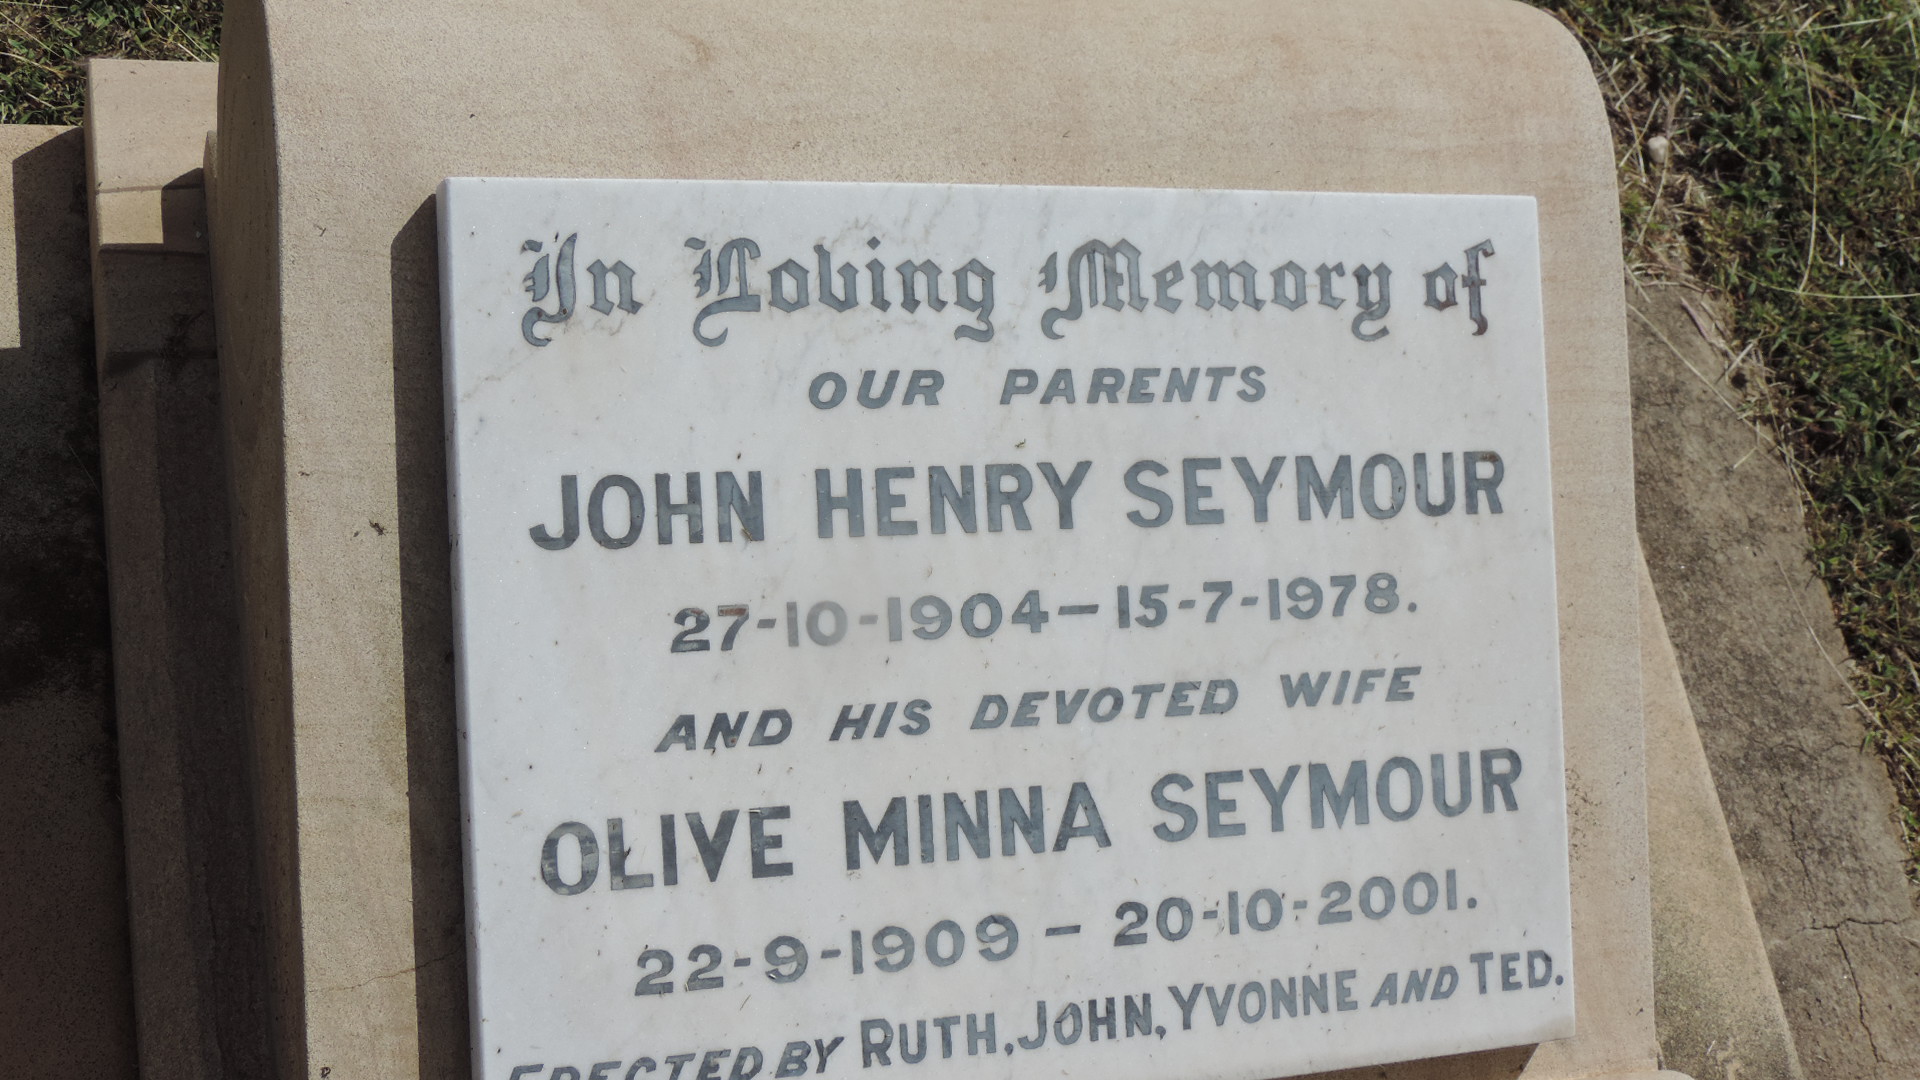 In Loving Memory of
OUR PARENTS
JOHN HENRY SEYMOUR
27-10-1904—15-7-1978.
AND HIS DEVOTED WIFE
OLIVE MINNA SEYMOUR
22-9-1909 — 20-10-2001.
ERECTED BY RUTH, JOHN, YVONNE AND TED.